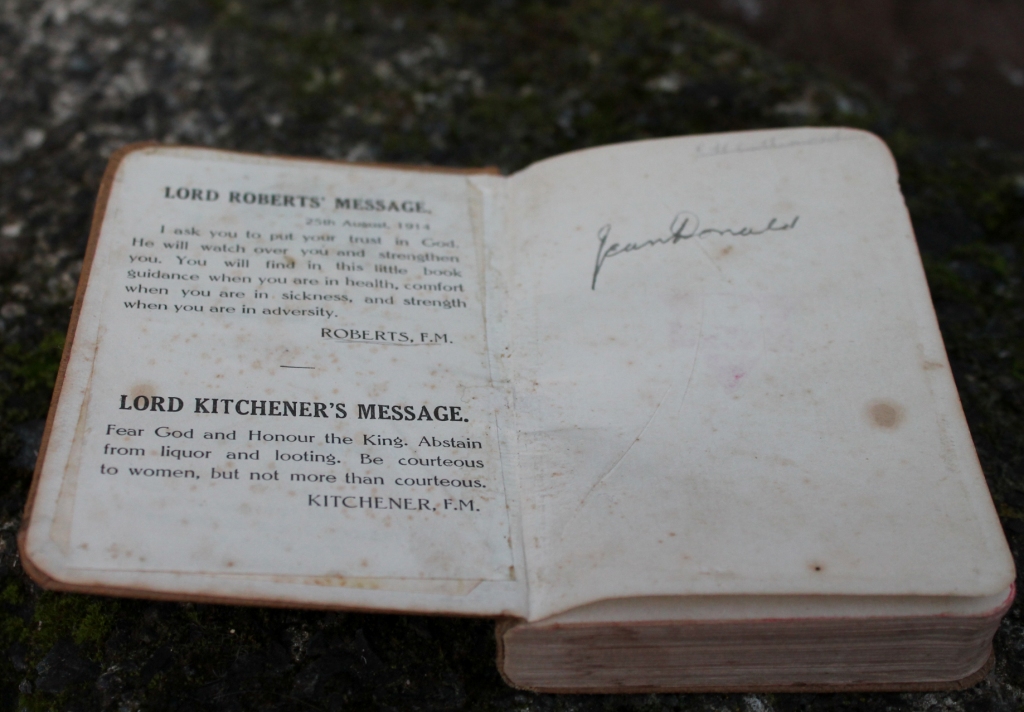 LORD ROBERTS' MESSAGE.
25th August, 1914
I ask you to put your trust in God.
He will watch over you and strengthen
you. You will find in this little book
guidance when you are in health, comfort
when you are in sickness, and strength
when you are in adversity.
ROBERTS, F.M.
LORD KITCHENER'S MESSAGE.
Fear God and Honour the King. Abstain
from liquor and looting. Be courteous
to women, but not more than courteous.
KITCHENER, F.M.
Jean Donald